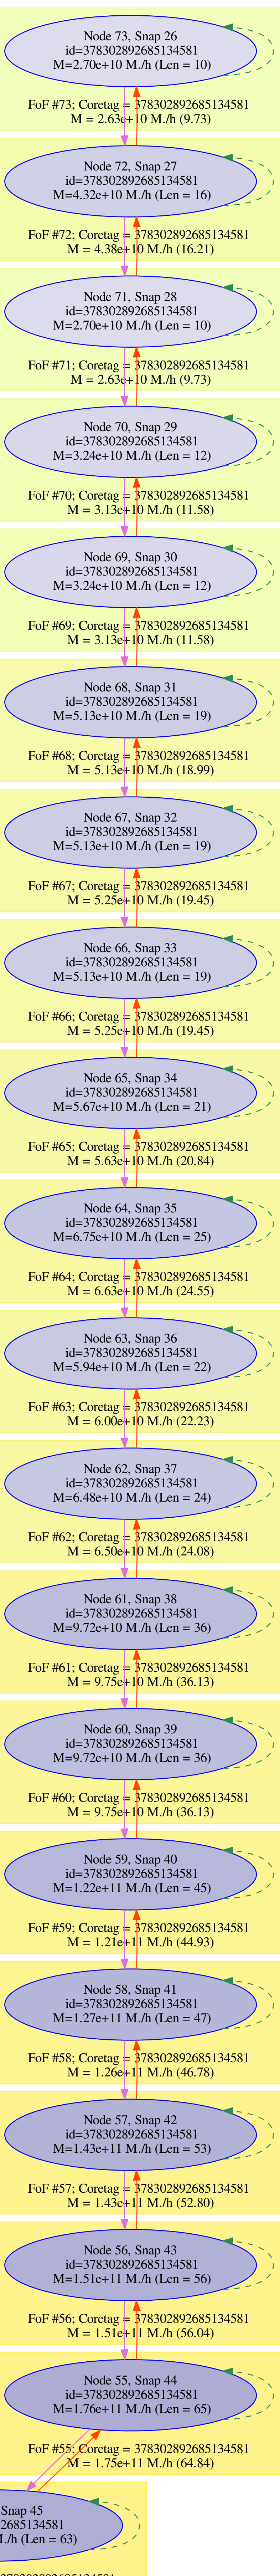 Node 73, Snap 26
id=378302892685134581
M=2.70e+10 M./h (Len = 10)
FoF #73; Coretag = 378302892685134581
M = 2.63e+10 M./h (9.73)
Node 72, Snap 27
id=378302892685134581
M=4.32e+10 M./h (Len = 16)
FoF #72; Coretag = 378302892685134581
M = 4.38e+10 M./h (16.21)
Node 71, Snap 28
id=378302892685134581
M=2.70e+10 M./h (Len = 10)
FoF #71; Coretag = 378302892685134581
M = 2.63e+10 M./h (9.73)
Node 70, Snap 29
id=378302892685134581
M=3.24e+10 M./h (Len = 12)
FoF #70; Coretag = 378302892685134581
M = 3.13e+10 M./h (11.58)
Node 69, Snap 30
id=378302892685134581
M=3.24e+10 M./h (Len = 12)
FoF #69; Coretag = 378302892685134581
M = 3.13e+10 M./h (11.58)
Node 68, Snap 31
id=378302892685134581
M=5.13e+10 M./h (Len = 19)
FoF #68; Coretag = 378302892685134581
M = 5.13e+10 M./h (18.99)
Node 67, Snap 32
id=378302892685134581
M=5.13e+10 M./h (Len = 19)
FoF #67; Coretag = 378302892685134581
M = 5.25e+10 M./h (19.45)
Node 66, Snap 33
id=378302892685134581
M=5.13e+10 M./h (Len = 19)
FoF #66; Coretag = 378302892685134581
M = 5.25e+10 M./h (19.45)
Node 65, Snap 34
id=378302892685134581
M=5.67e+10 M./h (Len = 21)
FoF #65; Coretag = 378302892685134581
M = 5.63e+10 M./h (20.84)
Node 64, Snap 35
id=378302892685134581
M=6.75e+10 M./h (Len = 25)
FoF #64; Coretag = 378302892685134581
M = 6.63e+10 M./h (24.55)
Node 63, Snap 36
id=378302892685134581
M=5.94e+10 M./h (Len = 22)
FoF #63; Coretag = 378302892685134581
M = 6.00e+10 M./h (22.23)
Node 62, Snap 37
id=378302892685134581
M=6.48e+10 M./h (Len = 24)
FoF #62; Coretag = 378302892685134581
M = 6.50e+10 M./h (24.08)
Node 61, Snap 38
id=378302892685134581
M=9.72e+10 M./h (Len = 36)
FoF #61; Coretag = 378302892685134581
M = 9.75e+10 M./h (36.13)
Node 60, Snap 39
id=378302892685134581
M=9.72e+10 M./h (Len = 36)
FoF #60; Coretag = 378302892685134581
M = 9.75e+10 M./h (36.13)
Node 59, Snap 40
id=378302892685134581
M=1.22e+11 M./h (Len = 45)
FoF #59; Coretag = 378302892685134581
M = 1.21e+11 M./h (44.93)
Node 58, Snap 41
id=378302892685134581
M=1.27e+11 M./h (Len = 47)
FoF #58; Coretag = 378302892685134581
M = 1.26e+11 M./h (46.78)
Node 57, Snap 42
id=378302892685134581
M=1.43e+11 M./h (Len = 53)
FoF #57; Coretag = 378302892685134581
M = 1.43e+11 M./h (52.80)
Node 56, Snap 43
id=378302892685134581
M=1.51e+11 M./h (Len = 56)
FoF #56; Coretag = 378302892685134581
M = 1.51e+11 M./h (56.04)
Node 55, Snap 44
id=378302892685134581
M=1.76e+11 M./h (Len = 65)
FoF #55; Coretag = 378302892685134581
M = 1.75e+11 M./h (64.84)
Snap 45
2685134581
./h (Len = 63)